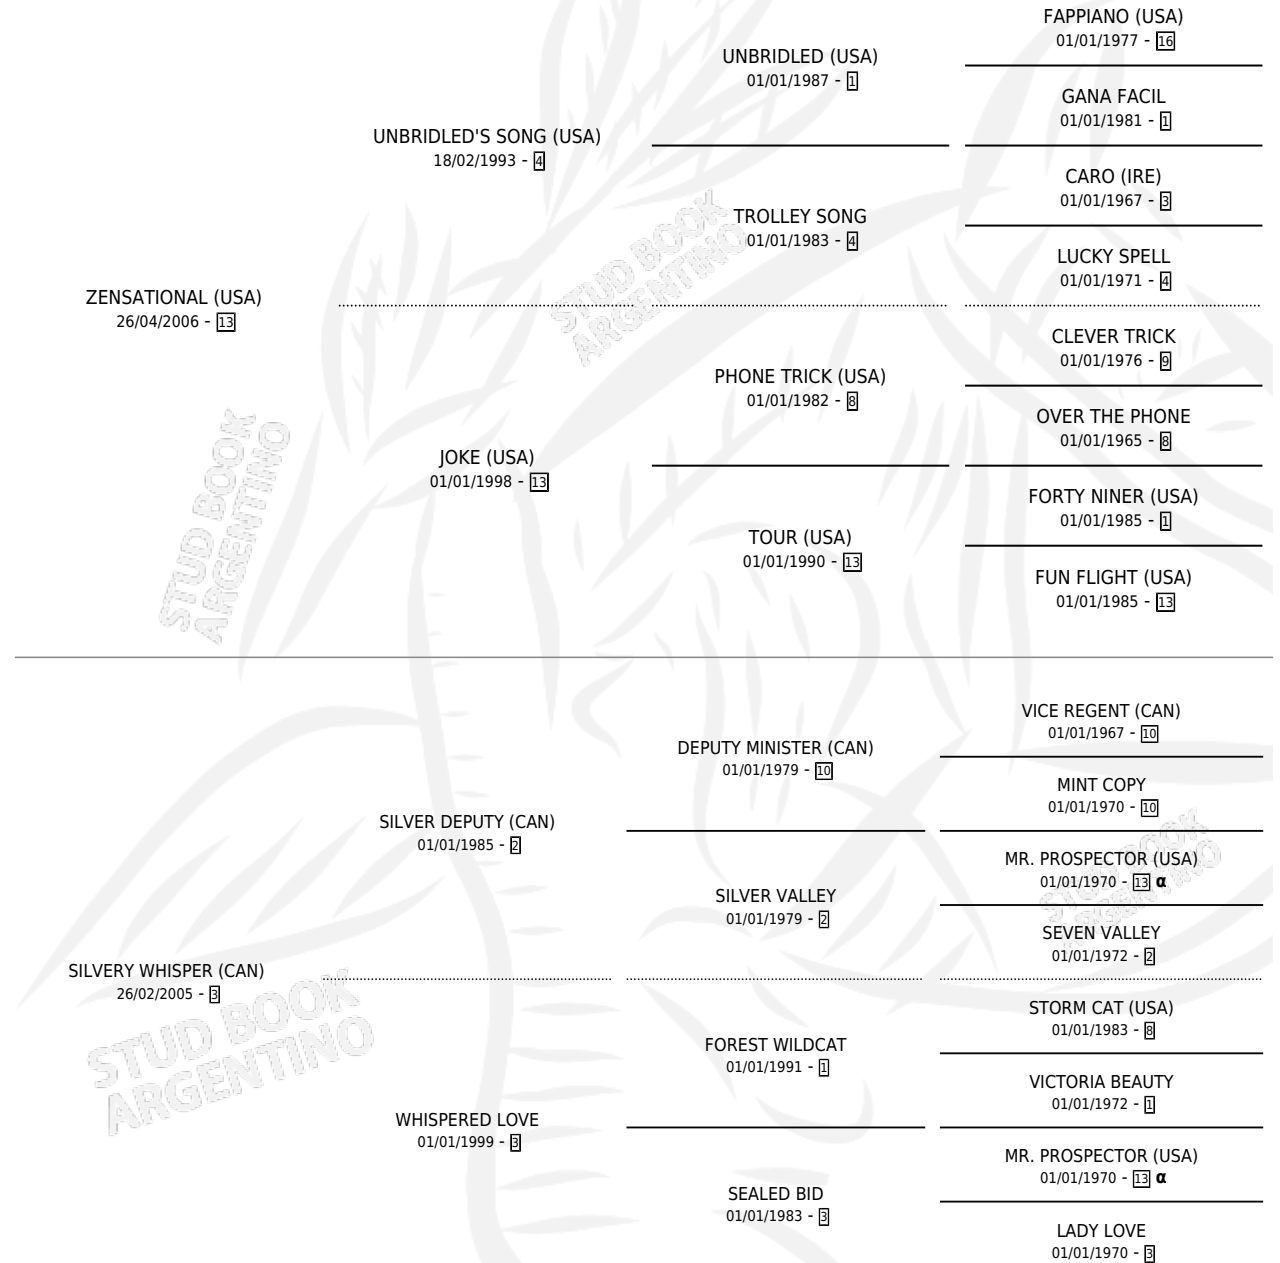 FAPPIANO (USA)
01/01/1977 - 16
UNBRIDLED (USA)
01/01/1987 - 1
GANA FACIL
01/01/1981 - 1
UNBRIDLED'S SONG (USA)
18/02/1993 - 4
CARO (IRE)
01/01/1967 - 3
TROLLEY SONG
01/01/1983 - 4
LUCKY SPELL
01/01/1971 - 4
STUD BOOK
ARGENTINO
ZENSATIONAL (USA)
26/04/2006 - 13
CLEVER TRICK
01/01/1976 - 9
PHONE TRICK (USA)
01/01/1982 - 8
OVER THE PHONE
01/01/1965 - 8
JOKE (USA)
01/01/1998 - 13
FORTY NINER (USA)
01/01/1985 - 1
TOUR (USA)
01/01/1990 - 13
FUN FLIGHT (USA)
01/01/1985 - 13
STUD BOOK
ARGENTINO
VICE REGENT (CAN)
01/01/1967 - 10
DEPUTY MINISTER (CAN)
01/01/1979 - 10
MINT COPY
01/01/1970 - 10
SILVER DEPUTY (CAN)
01/01/1985 - 2
MR. PROSPECTOR (USA)
01/01/1970 - 13 α
SILVER VALLEY
01/01/1979 - 2
SEVEN VALLEY
01/01/1972 - 2
STUD BOOK
ARGENTINO
SILVERY WHISPER (CAN)
26/02/2005 - 3
STORM CAT (USA)
01/01/1983 - 8
FOREST WILDCAT
01/01/1991 - 1
VICTORIA BEAUTY
01/01/1972 - 1
STUD BOOK
ARGENTINO
WHISPERED LOVE
01/01/1999 - 3
MR. PROSPECTOR (USA)
01/01/1970 - 13 α
SEALED BID
01/01/1983 - 3
LADY LOVE
01/01/1970 - 3